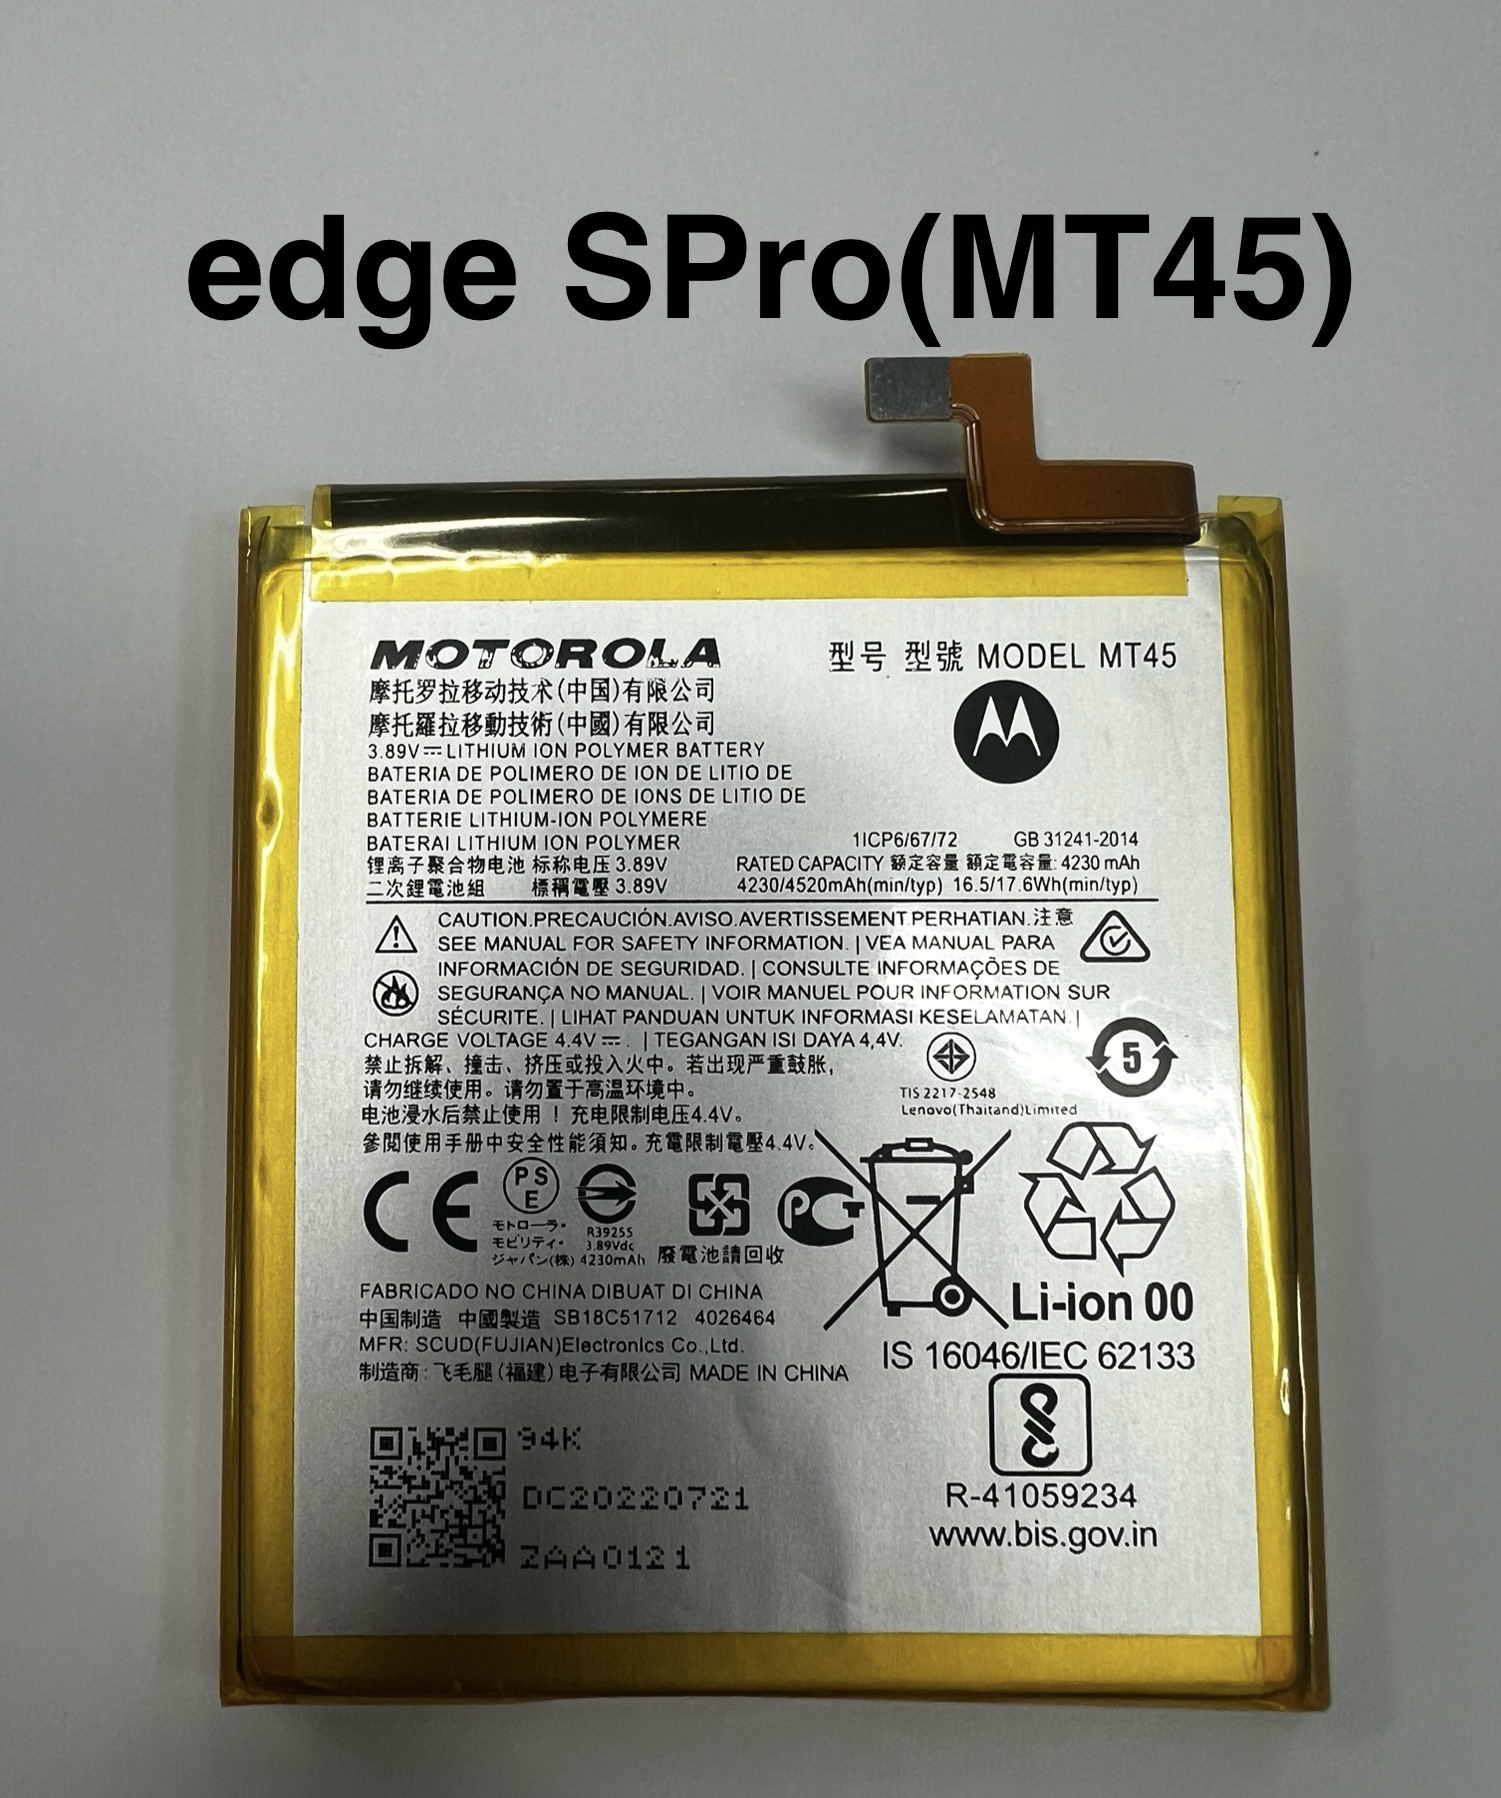 edge SPro(MT45)
MOTOROLA
型号 型號 MODEL MT45
摩托罗拉移动技术(中国)有限公司
摩托羅拉移動技術(中國)有限公司
3.89V⎓LITHIUM ION POLYMER BATTERY
BATERIA DE POLIMERO DE ION DE LITIO DE
BATERIA DE POLIMERO DE IONS DE LITIO DE
BATTERIE LITHIUM-ION POLYMERE
BATERAI LITHIUM ION POLYMER
1ICP6/67/72 GB 31241-2014
锂离子聚合物电池 标称电压 3.89V
RATED CAPACITY 额定容量 額定電容量: 4230 mAh
二次鋰電池組 標稱電壓 3.89V
4230/4520mAh(min/typ) 16.5/17.6Wh(min/typ)
CAUTION.PRECAUCIÓN.AVISO.AVERTISSEMENT.PERHATIAN.注意
SEE MANUAL FOR SAFETY INFORMATION. | VEA MANUAL PARA
INFORMACIÓN DE SEGURIDAD. | CONSULTE INFORMAÇÕES DE
SEGURANÇA NO MANUAL. | VOIR MANUEL POUR INFORMATION SUR
SÉCURITE. | LIHAT PANDUAN UNTUK INFORMASI KESELAMATAN.|
CHARGE VOLTAGE 4.4V⎓. | TEGANGAN ISI DAYA 4,4V.
禁止拆解、撞击、挤压或投入火中。若出现严重鼓胀，
请勿继续使用。请勿置于高温环境中。
电池浸水后禁止使用！充电限制电压4.4V。
參閱使用手册中安全性能須知。充電限制電壓4.4V。
5
TIS 2217-2548
Lenovo(Thaitand)Limited
CE
PS
E
モトローラ・
モビリティ・
ジャパン(株)
R39255
3.89Vdc
4230mAh
廢電池請回收
PCT
Li-ion 00
FABRICADO NO CHINA DIBUAT DI CHINA
中国制造 中國製造 SB18C51712 4026464
MFR: SCUD(FUJIAN)Electronics Co.,Ltd.
制造商: 飞毛腿(福建)电子有限公司 MADE IN CHINA
IS 16046/IEC 62133
R-41059234
www.bis.gov.in
94K
DC20220721
ZAA0121